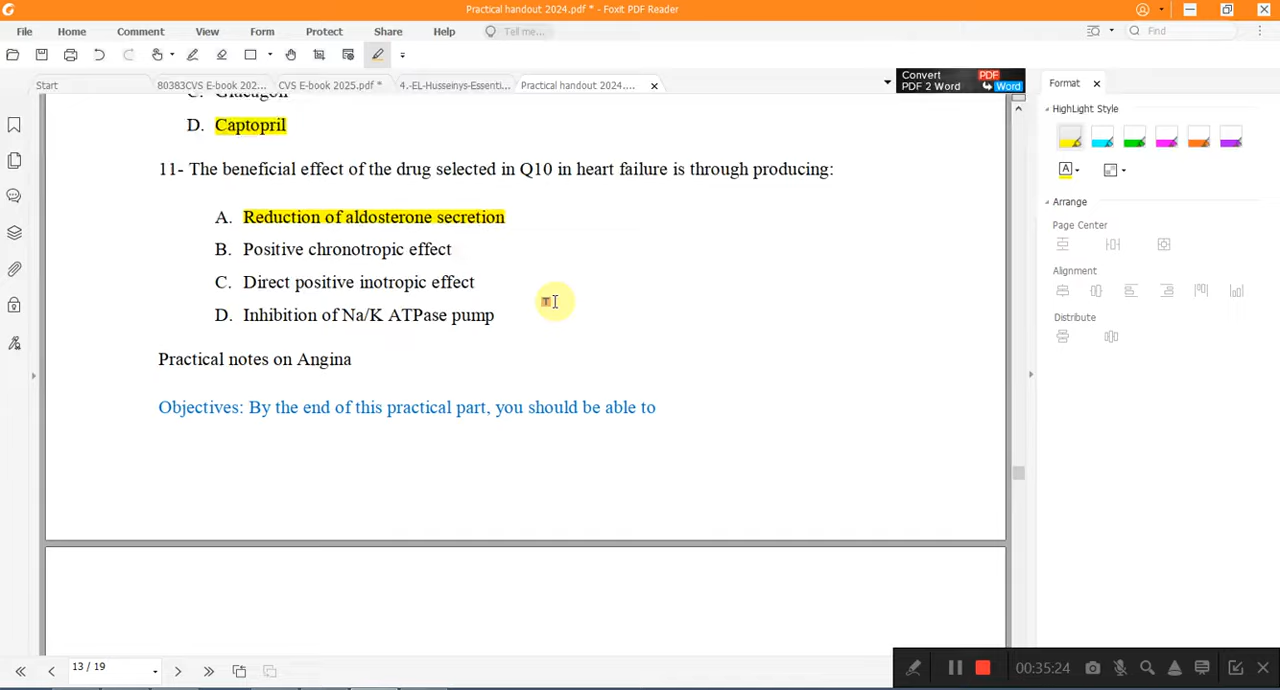 Practical handout 2024.pdf * - Foxit PDF Reader
File Home Comment View Form Protect Share Help Tell me... Find
Start 80383CVS E-book 202... CVS E-book 2025.pdf * 4.-EL-Husseinys-Essenti... Practical handout 2024....
Convert PDF
PDF 2 Word Word
Format
HighLight Style
Arrange
Page Center
Alignment
Distribute
C. Glucagon
D. Captopril
11- The beneficial effect of the drug selected in Q10 in heart failure is through producing:
A. Reduction of aldosterone secretion
B. Positive chronotropic effect
C. Direct positive inotropic effect
D. Inhibition of Na/K ATPase pump
Practical notes on Angina
Objectives: By the end of this practical part, you should be able to
13 / 19
00:35:24